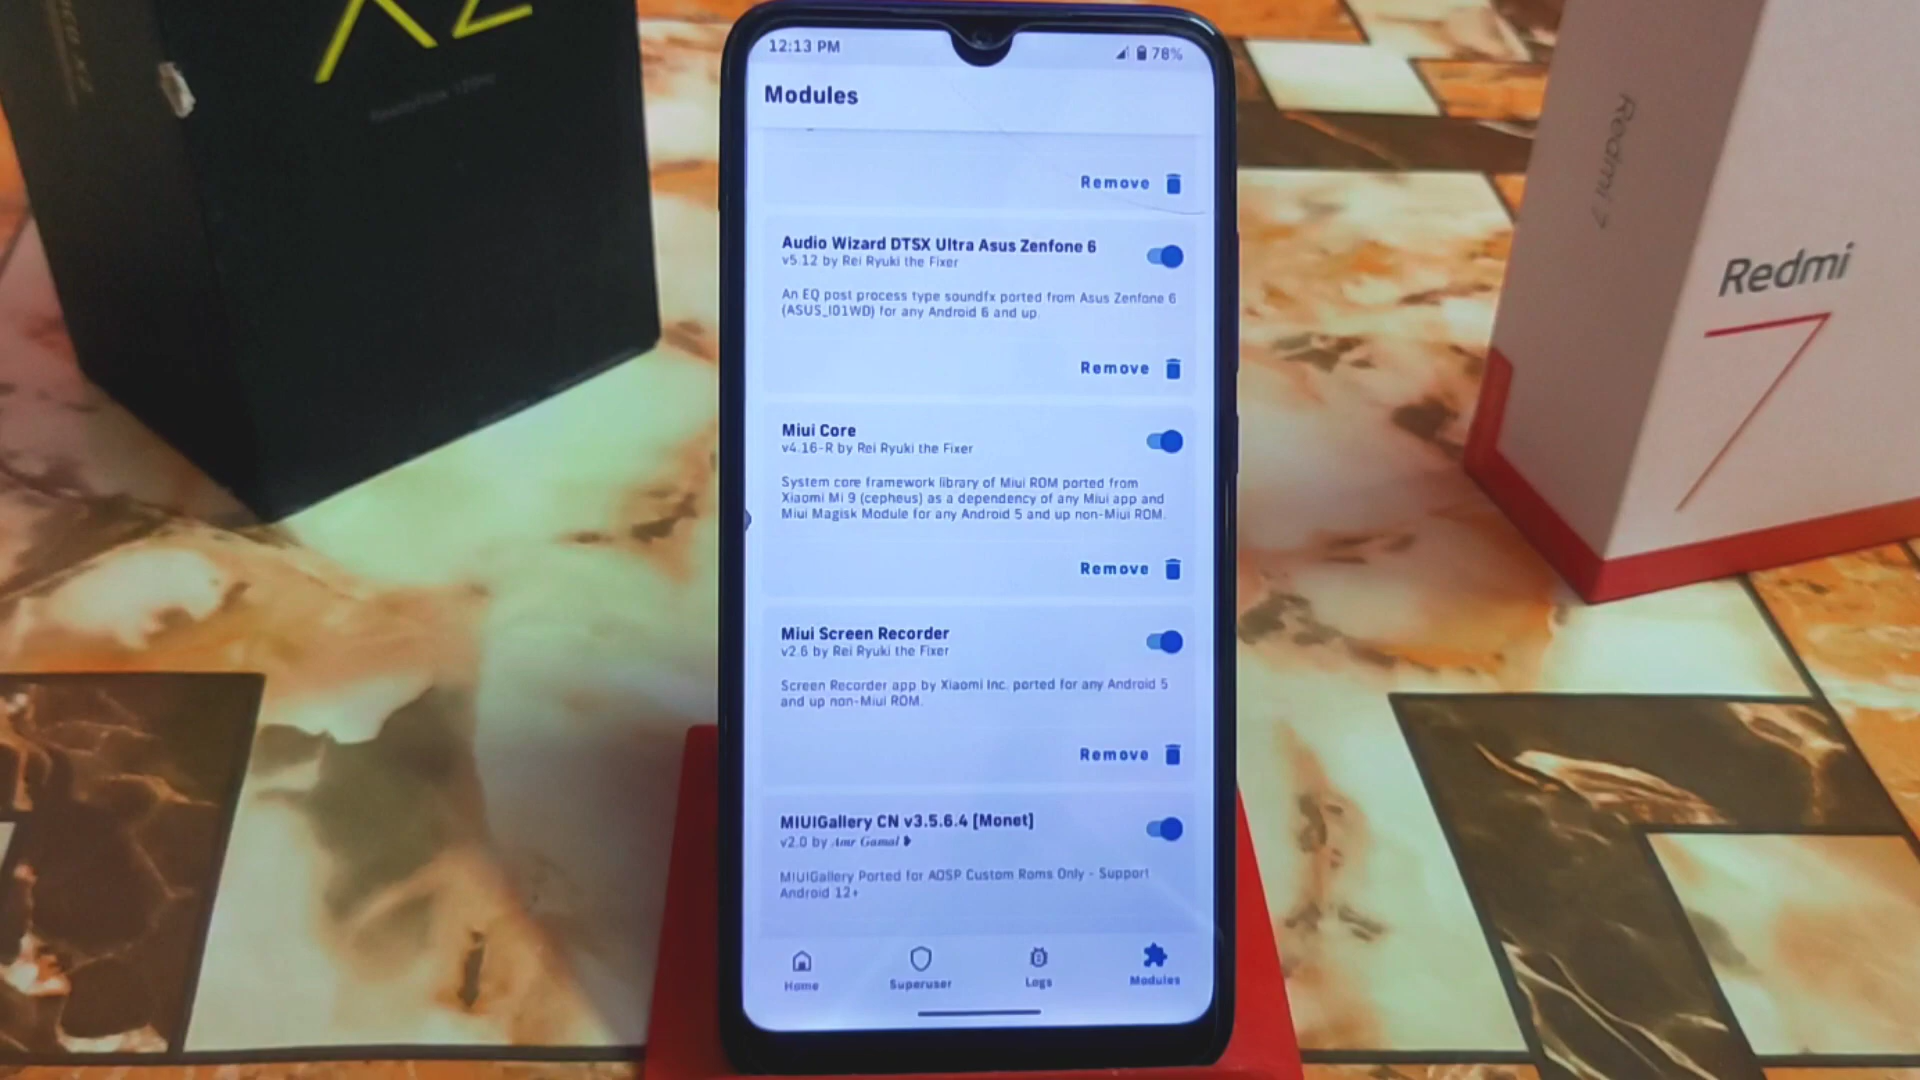 X2
12:13 PM
78%
Modules
Remove
Audio Wizard DTSX Ultra Asus Zenfone 6
v5.12 by Rei Ryuki the Fixer
An EQ post process type soundfx ported from Asus Zenfone 6
(ASUS_I01WD) for any Android 6 and up.
Remove
Miui Core
v4.16-R by Rei Ryuki the Fixer
System core framework library of Miui ROM ported from
Xiaomi Mi 9 (cepheus) as a dependency of any Miui app and
Miui Magisk Module for any Android 5 and up non-Miui ROM.
Remove
Miui Screen Recorder
v2.6 by Rei Ryuki the Fixer
Screen Recorder app by Xiaomi Inc. ported for any Android 5
and up non-Miui ROM.
Remove
MIUIGallery CN v3.5.6.4 [Monet]
v2.0 by Amr Gamal
MIUIGallery Ported for AOSP Custom Roms Only - Support
Android 12+
Home
Superuser
Logs
Modules
Redmi 7
Redmi
7